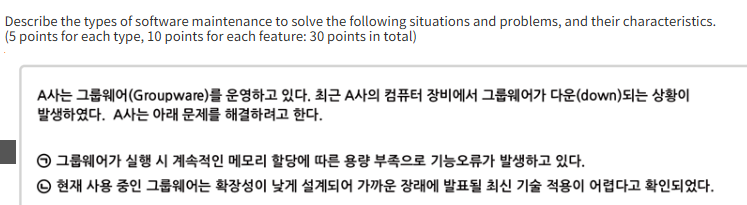 Describe the types of software maintenance to solve the following situations and problems, and their characteristics.
(5 points for each type, 10 points for each feature: 30 points in total)
A사는 그룹웨어(Groupware)를 운영하고 있다. 최근 A사의 컴퓨터 장비에서 그룹웨어가 다운(down)되는 상황이
발생하였다. A사는 아래 문제를 해결하려고 한다.
㉠ 그룹웨어가 실행 시 계속적인 메모리 할당에 따른 용량 부족으로 기능오류가 발생하고 있다.
㉡ 현재 사용 중인 그룹웨어는 확장성이 낮게 설계되어 가까운 장래에 발표될 최신 기술 적용이 어렵다고 확인되었다.